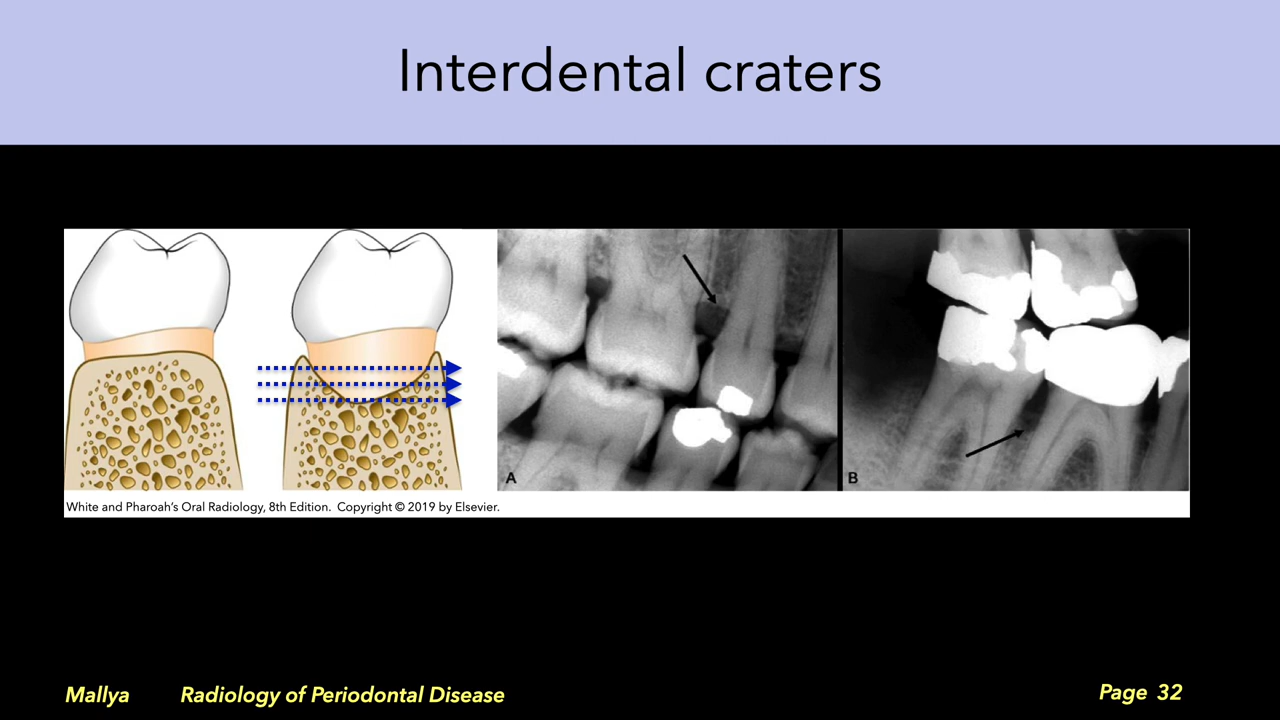 Interdental craters
A
B
White and Pharoah's Oral Radiology, 8th Edition.  Copyright © 2019 by Elsevier.
Mallya Radiology of Periodontal Disease Page 32